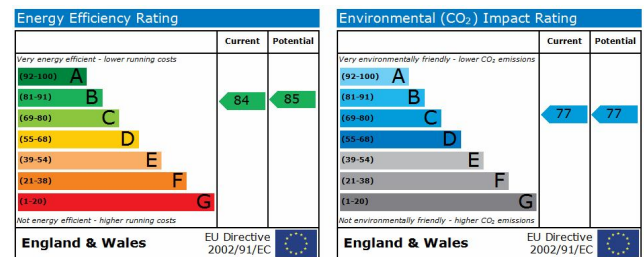 Energy Efficiency Rating
Current Potential
Very energy efficient - lower running costs
(92-100) A
(81-91) B
(69-80) C
(55-68) D
(39-54) E
(21-38) F
(1-20) G
84 85
Not energy efficient - higher running costs
England & Wales
EU Directive
2002/91/EC
Environmental (CO₂) Impact Rating
Current Potential
Very environmentally friendly - lower CO₂ emissions
(92-100) A
(81-91) B
(69-80) C
(55-68) D
(39-54) E
(21-38) F
(1-20) G
77 77
Not environmentally friendly - higher CO₂ emissions
England & Wales
EU Directive
2002/91/EC